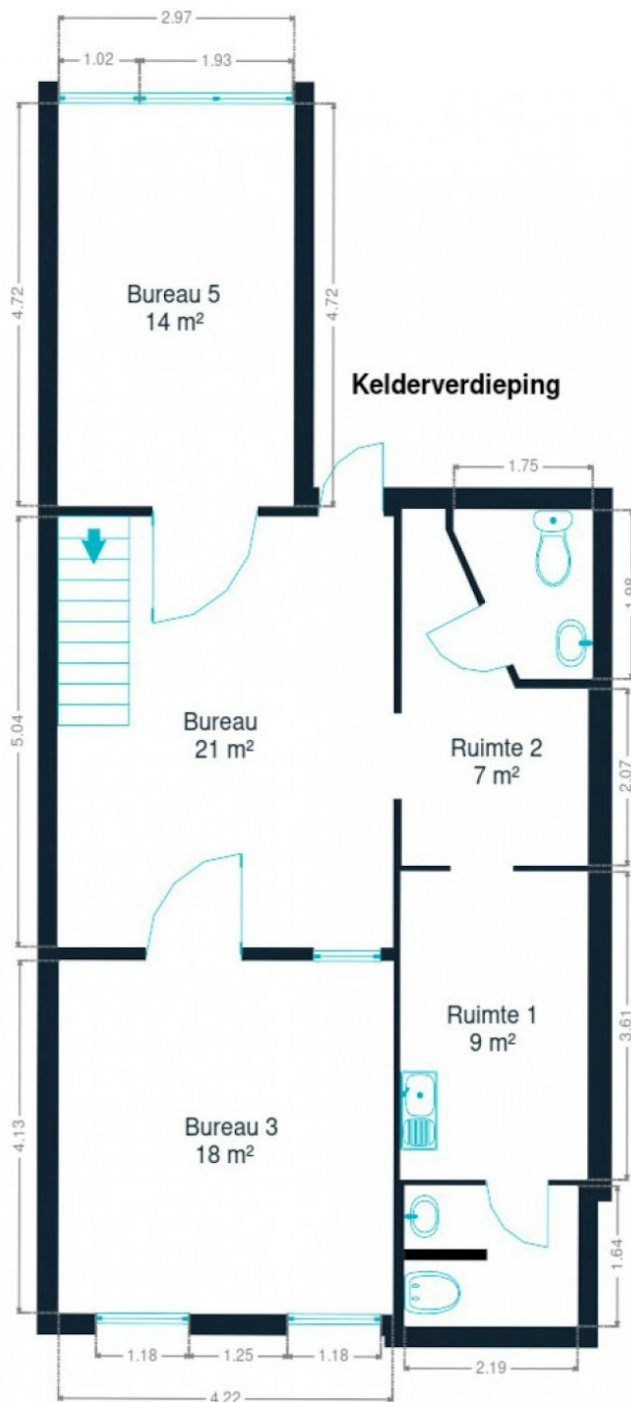 2.97
1.02
1.93
4.72
Bureau 5
14 m²
4.72
Kelderverdieping
1.75
1.98
5.04
Bureau
21 m²
Ruimte 2
7 m²
2.07
Ruimte 1
9 m²
3.61
4.13
Bureau 3
18 m²
1.64
1.18
1.25
1.18
2.19
4.22